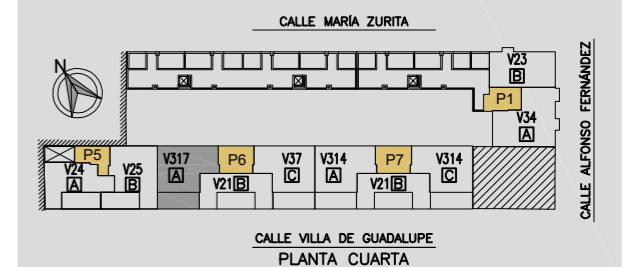 CALLE MARÍA ZURITA
CALLE ALFONSO FERNÁNDEZ
N
V23
B
P1
V34
A
P5
V24
A
V25
B
V317
A
P6
V21 B
V37
C
V314
A
P7
V21 B
V314
C
CALLE VILLA DE GUADALUPE
PLANTA CUARTA